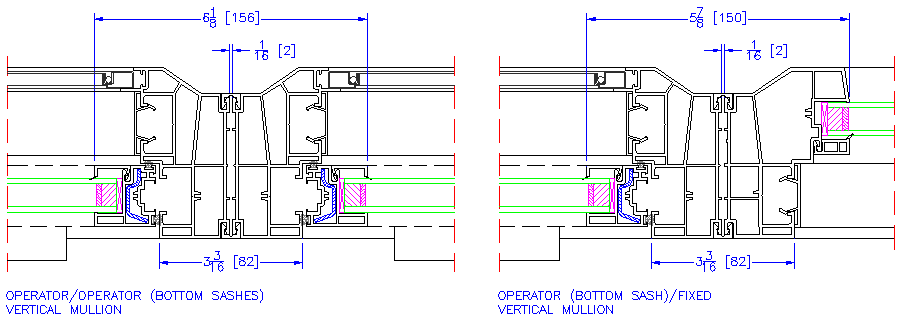 6 1/8 [156]
1/16 [2]
3 3/16 [82]
OPERATOR/OPERATOR (BOTTOM SASHES)
VERTICAL MULLION
5 7/8 [150]
1/16 [2]
3 3/16 [82]
OPERATOR (BOTTOM SASH)/FIXED
VERTICAL MULLION